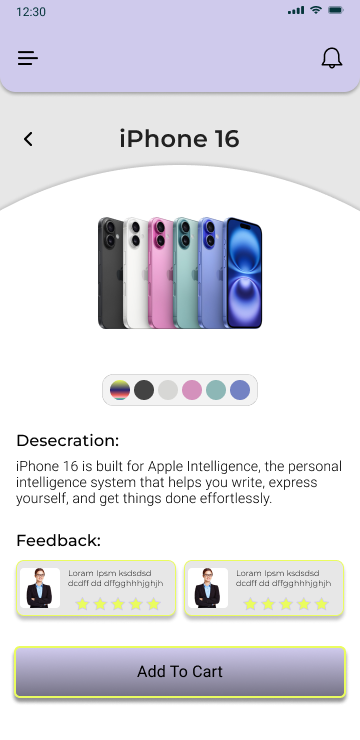 12:30
iPhone 16
Desecration:
iPhone 16 is built for Apple Intelligence, the personal
intelligence system that helps you write, express
yourself, and get things done effortlessly.
Feedback:
Loram Ipsm ksdsdsd
dcdff dd dffgghhhjghjh
Loram Ipsm ksdsdsd
dcdff dd dffgghhhjghjh
Add To Cart